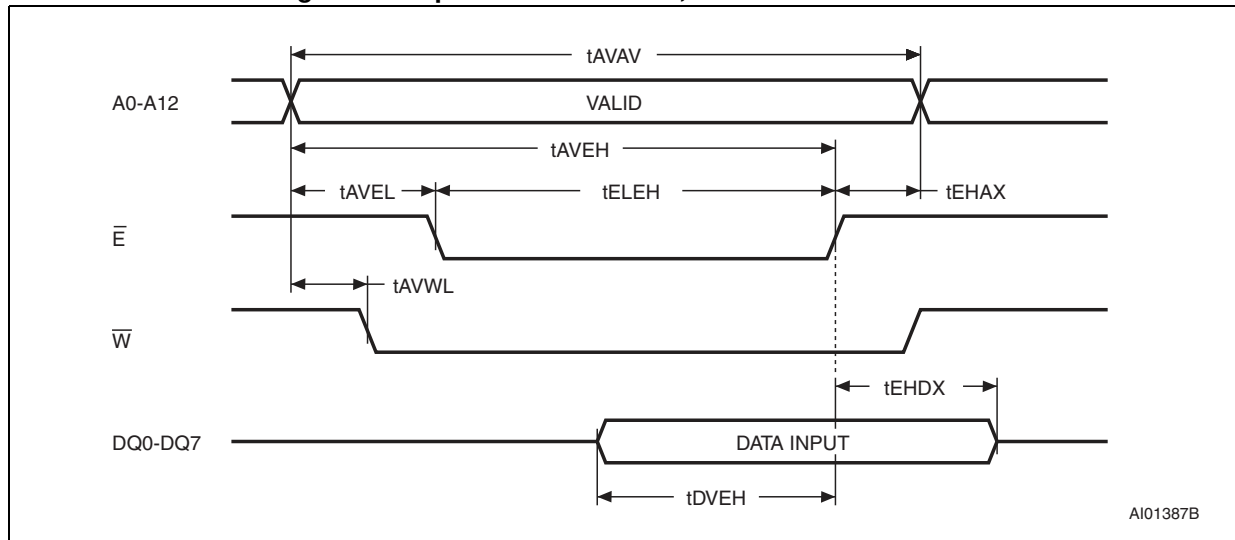 tAVAV
A0-A12
VALID
tAVEH
tAVEL
tELEH
tEHAX
E̅
tAVWL
W̅
tEHDX
DQ0-DQ7
DATA INPUT
tDVEH
AI01387B